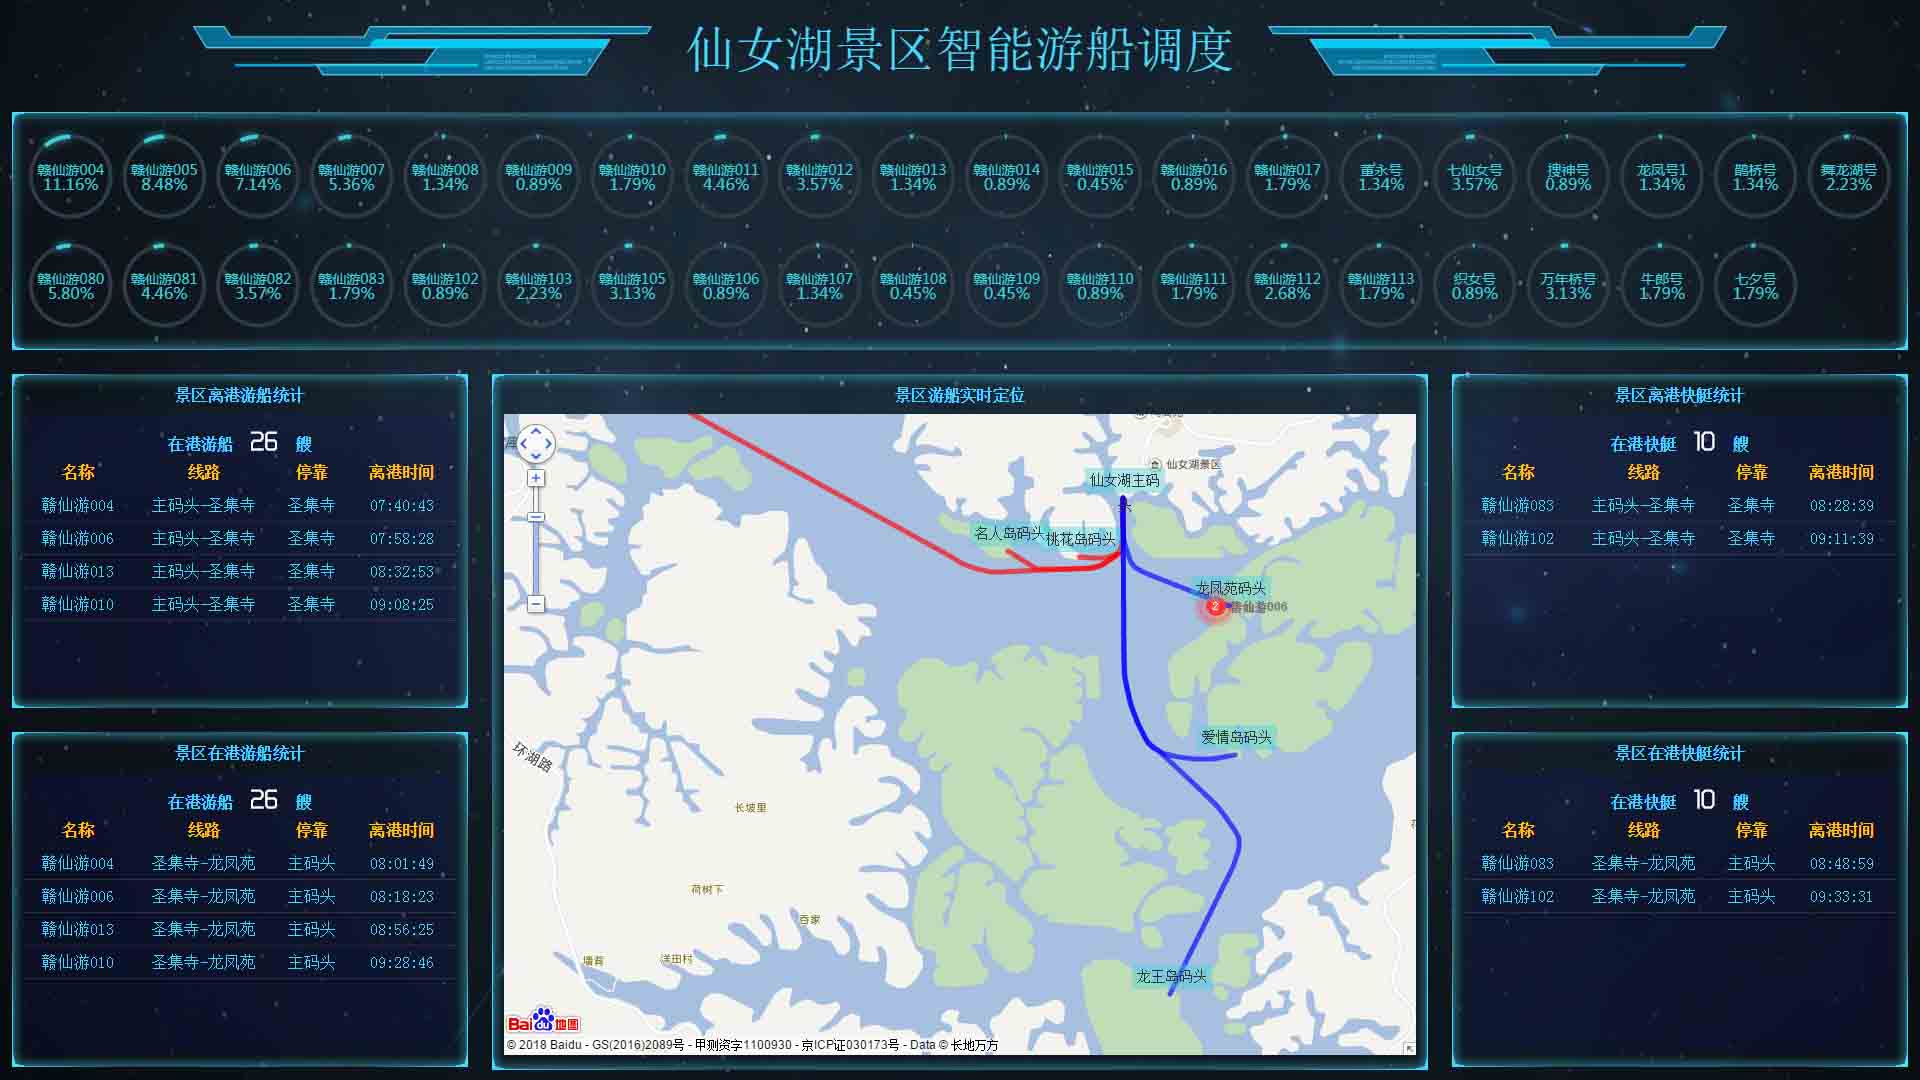 仙女湖景区智能游船调度
赣仙游004 赣仙游005 赣仙游006 赣仙游007 赣仙游008 赣仙游009 赣仙游010 赣仙游011 赣仙游012 赣仙游013 赣仙游014 赣仙游015 赣仙游016 赣仙游017 董永号 七仙女号 搜神号 龙凤号1 鹊桥号 舞龙湖号
11.16% 8.48% 7.14% 5.36% 1.34% 0.89% 1.79% 4.46% 3.57% 1.34% 0.89% 0.45% 0.89% 1.79% 1.34% 3.57% 0.89% 1.34% 1.34% 2.23%
赣仙游080 赣仙游081 赣仙游082 赣仙游083 赣仙游102 赣仙游103 赣仙游105 赣仙游106 赣仙游107 赣仙游108 赣仙游109 赣仙游110 赣仙游111 赣仙游112 赣仙游113 织女号 万年桥号 牛郎号 七夕号
5.80% 4.46% 3.57% 1.79% 0.89% 2.23% 3.13% 0.89% 1.34% 0.45% 0.45% 0.89% 1.79% 2.68% 1.79% 0.89% 3.13% 1.79% 1.79%
景区离港游船统计
在港游船 26 艘
名称 线路 停靠 离港时间
赣仙游004 主码头-圣集寺 圣集寺 07:40:43
赣仙游006 主码头-圣集寺 圣集寺 07:58:28
赣仙游013 主码头-圣集寺 圣集寺 08:32:53
赣仙游010 主码头-圣集寺 圣集寺 09:08:25
景区在港游船统计
在港游船 26 艘
名称 线路 停靠 离港时间
赣仙游004 圣集寺-龙凤苑 主码头 08:01:49
赣仙游006 圣集寺-龙凤苑 主码头 08:18:23
赣仙游013 圣集寺-龙凤苑 主码头 08:56:25
赣仙游010 圣集寺-龙凤苑 主码头 09:28:46
景区游船实时定位
仙女湖景区
仙女湖主码
头
名人岛码头
桃花岛码头
龙凤苑码头
2 赣仙游006
爱情岛码头
环湖路
长坡里
荷树下
洋田村
龙王岛码头
Bai du 地图
© 2018 Baidu - GS(2016)2089号 - 甲测资字1100930 - 京ICP证030173号 - Data © 长地万方
景区离港快艇统计
在港快艇 10 艘
名称 线路 停靠 离港时间
赣仙游083 主码头-圣集寺 圣集寺 08:28:39
赣仙游102 主码头-圣集寺 圣集寺 09:11:39
景区在港快艇统计
在港快艇 10 艘
名称 线路 停靠 离港时间
赣仙游083 圣集寺-龙凤苑 主码头 08:48:59
赣仙游102 圣集寺-龙凤苑 主码头 09:33:31